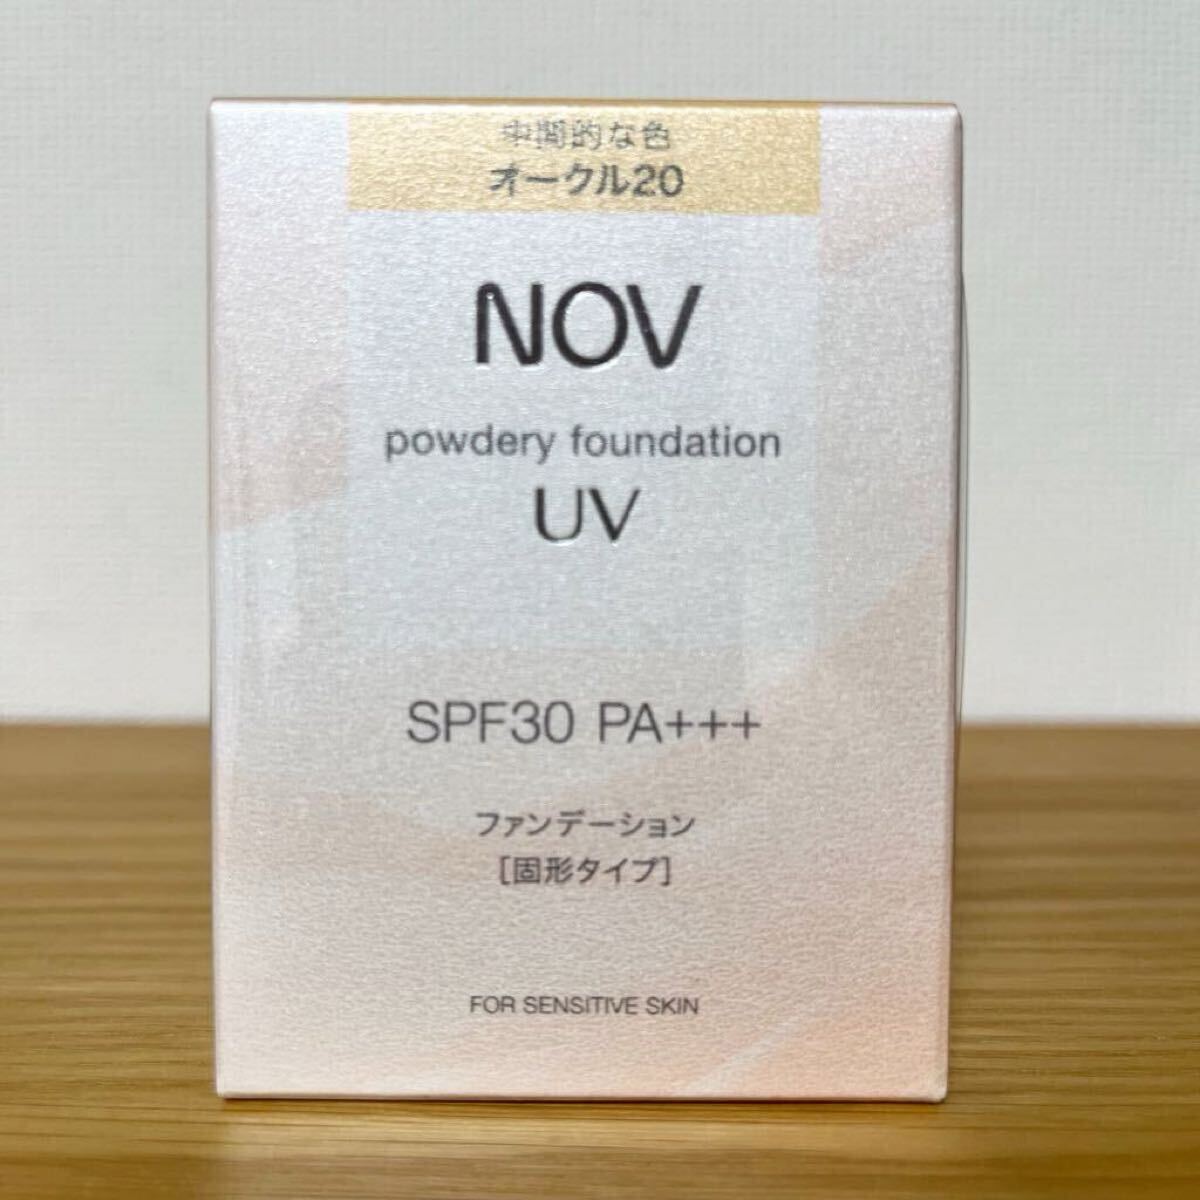 中間的な色
オークル20
NOV
powdery foundation
UV
SPF30 PA+++
ファンデーション
[固形タイプ]
FOR SENSITIVE SKIN